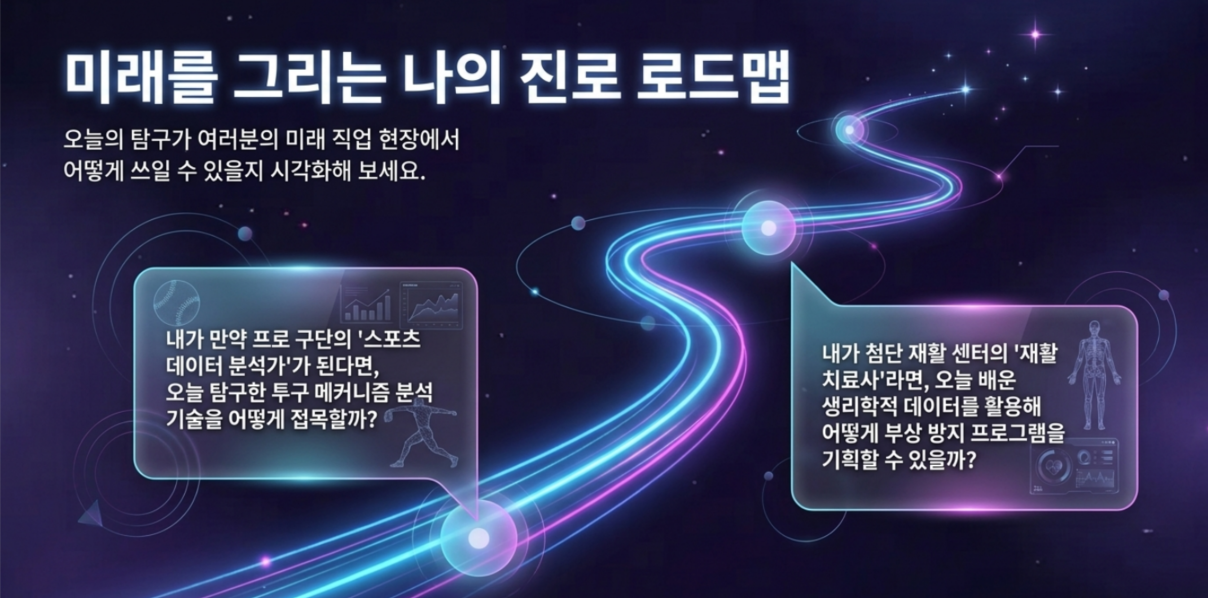 미래를 그리는 나의 진로 로드맵
오늘의 탐구가 여러분의 미래 직업 현장에서
어떻게 쓰일 수 있을지 시각화해 보세요.
내가 만약 프로 구단의 '스포츠
데이터 분석가'가 된다면,
오늘 탐구한 투구 메커니즘 분석
기술을 어떻게 접목할까?
내가 첨단 재활 센터의 '재활
치료사'라면, 오늘 배운
생리학적 데이터를 활용해
어떻게 부상 방지 프로그램을
기획할 수 있을까?